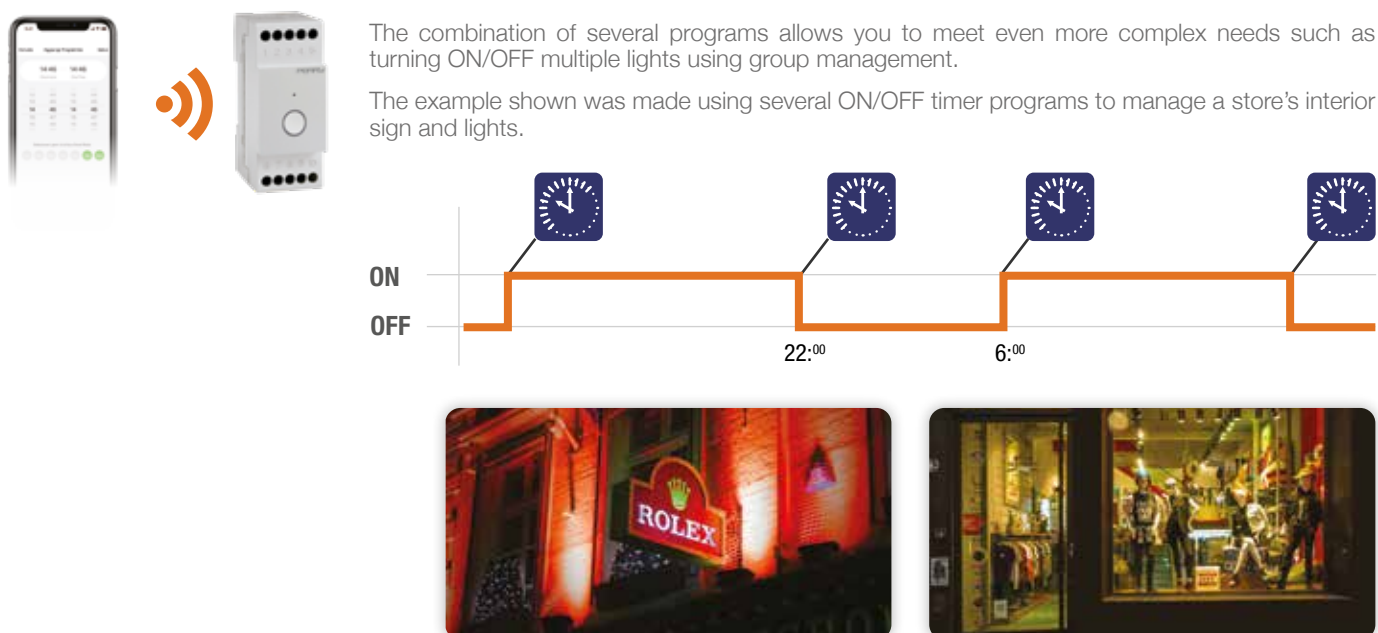 The combination of several programs allows you to meet even more complex needs such as
turning ON/OFF multiple lights using group management.
The example shown was made using several ON/OFF timer programs to manage a store's interior
sign and lights.
ON
OFF
22:00
6:00
ROLEX